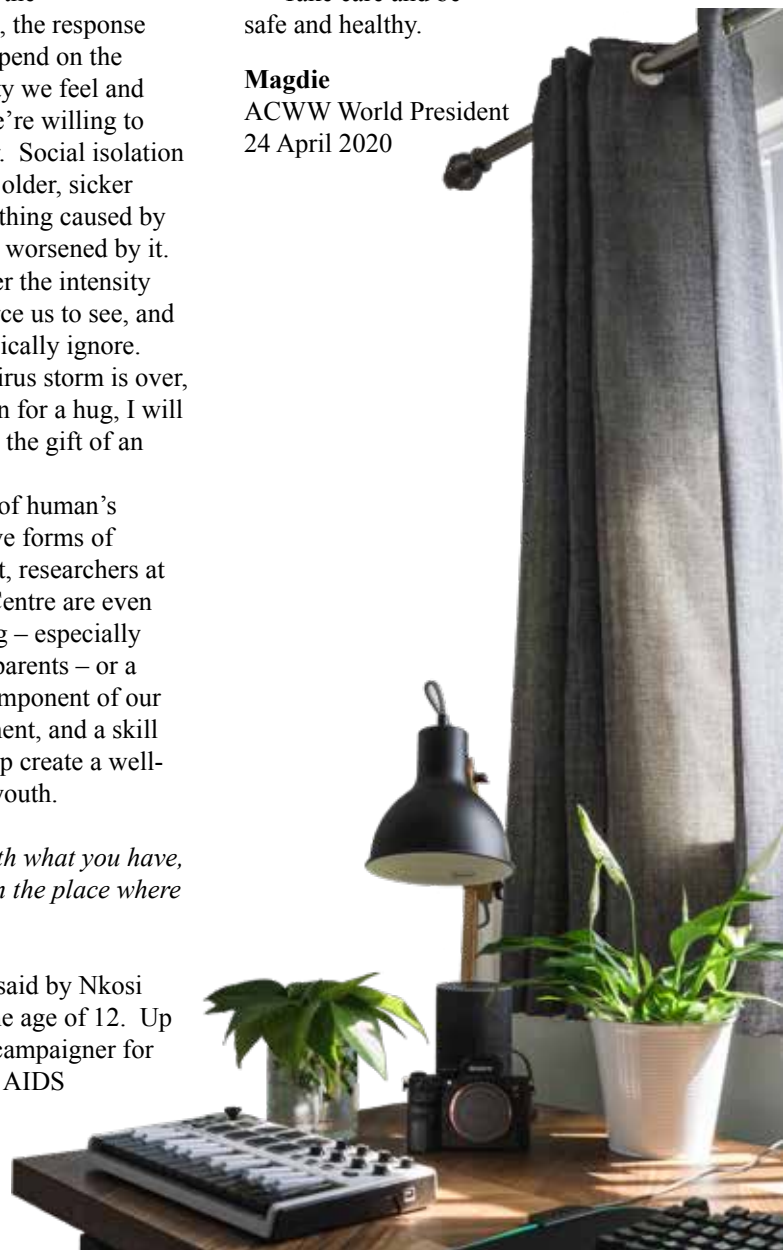 , the response
pend on the
y we feel and
e're willing to
. Social isolation
older, sicker
thing caused by
worsened by it.
er the intensity
ce us to see, and
ically ignore.
irus storm is over,
n for a hug, I will
the gift of an
of human's
ve forms of
t, researchers at
Centre are even
g – especially
parents – or a
mponent of our
ent, and a skill
p create a well-
youth.
th what you have,
n the place where
said by Nkosi
e age of 12.  Up
campaigner for
AIDS
safe and healthy.
Magdie
ACWW World President
24 April 2020
SONY